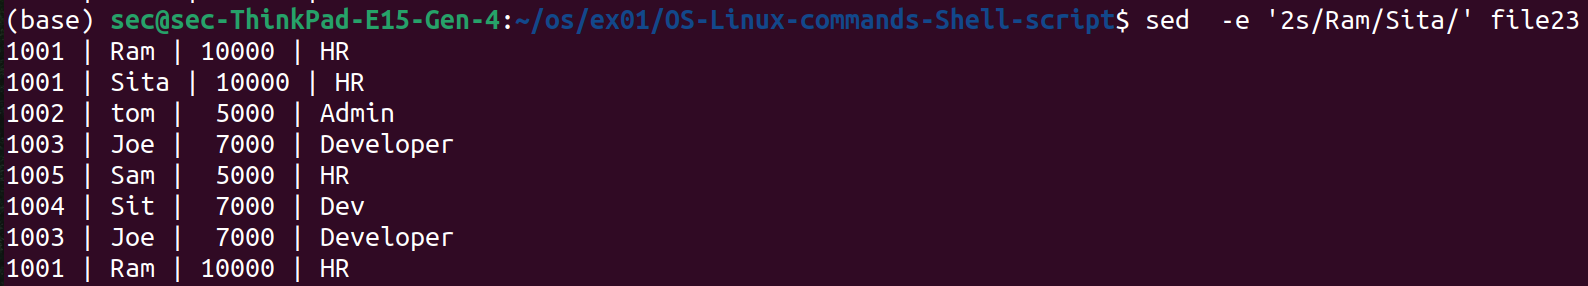 (base) sec@sec-ThinkPad-E15-Gen-4:~/os/ex01/OS-Linux-commands-Shell-script$ sed  -e '2s/Ram/Sita/' file23
1001 | Ram | 10000 | HR
1001 | Sita | 10000 | HR
1002 | tom |  5000 | Admin
1003 | Joe |  7000 | Developer
1005 | Sam |  5000 | HR
1004 | Sit |  7000 | Dev
1003 | Joe |  7000 | Developer
1001 | Ram | 10000 | HR